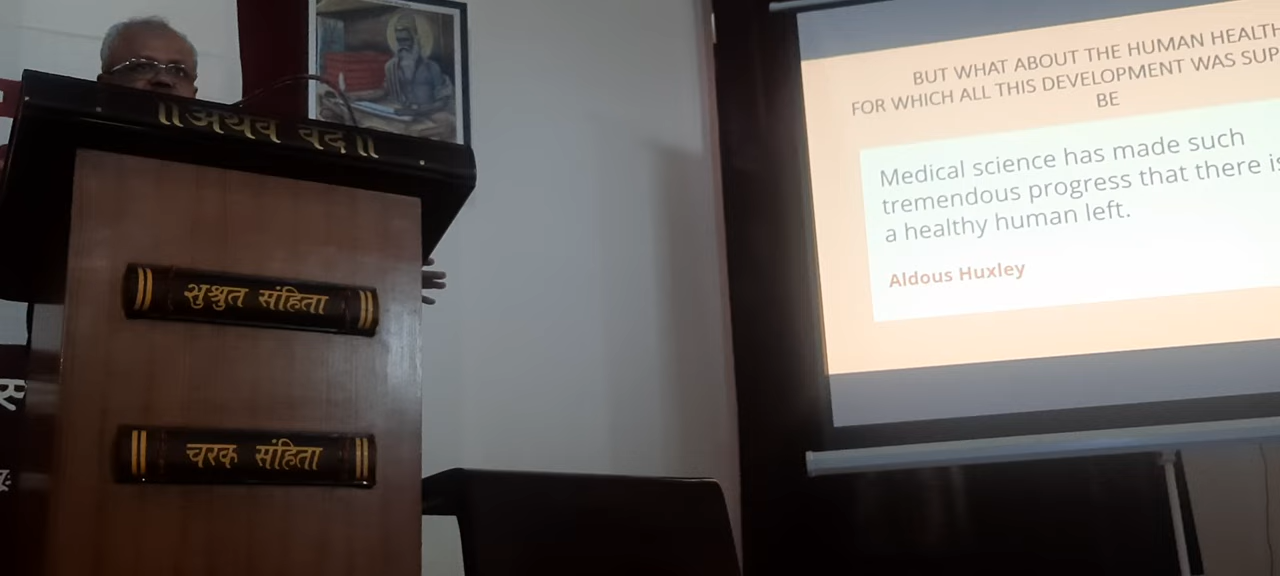 ॥अथर्व वेद॥
सुश्रुत संहिता
चरक संहिता
BUT WHAT ABOUT THE HUMAN HEALTH
FOR WHICH ALL THIS DEVELOPMENT WAS SUP
BE
Medical science has made such
tremendous progress that there is
a healthy human left.
Aldous Huxley